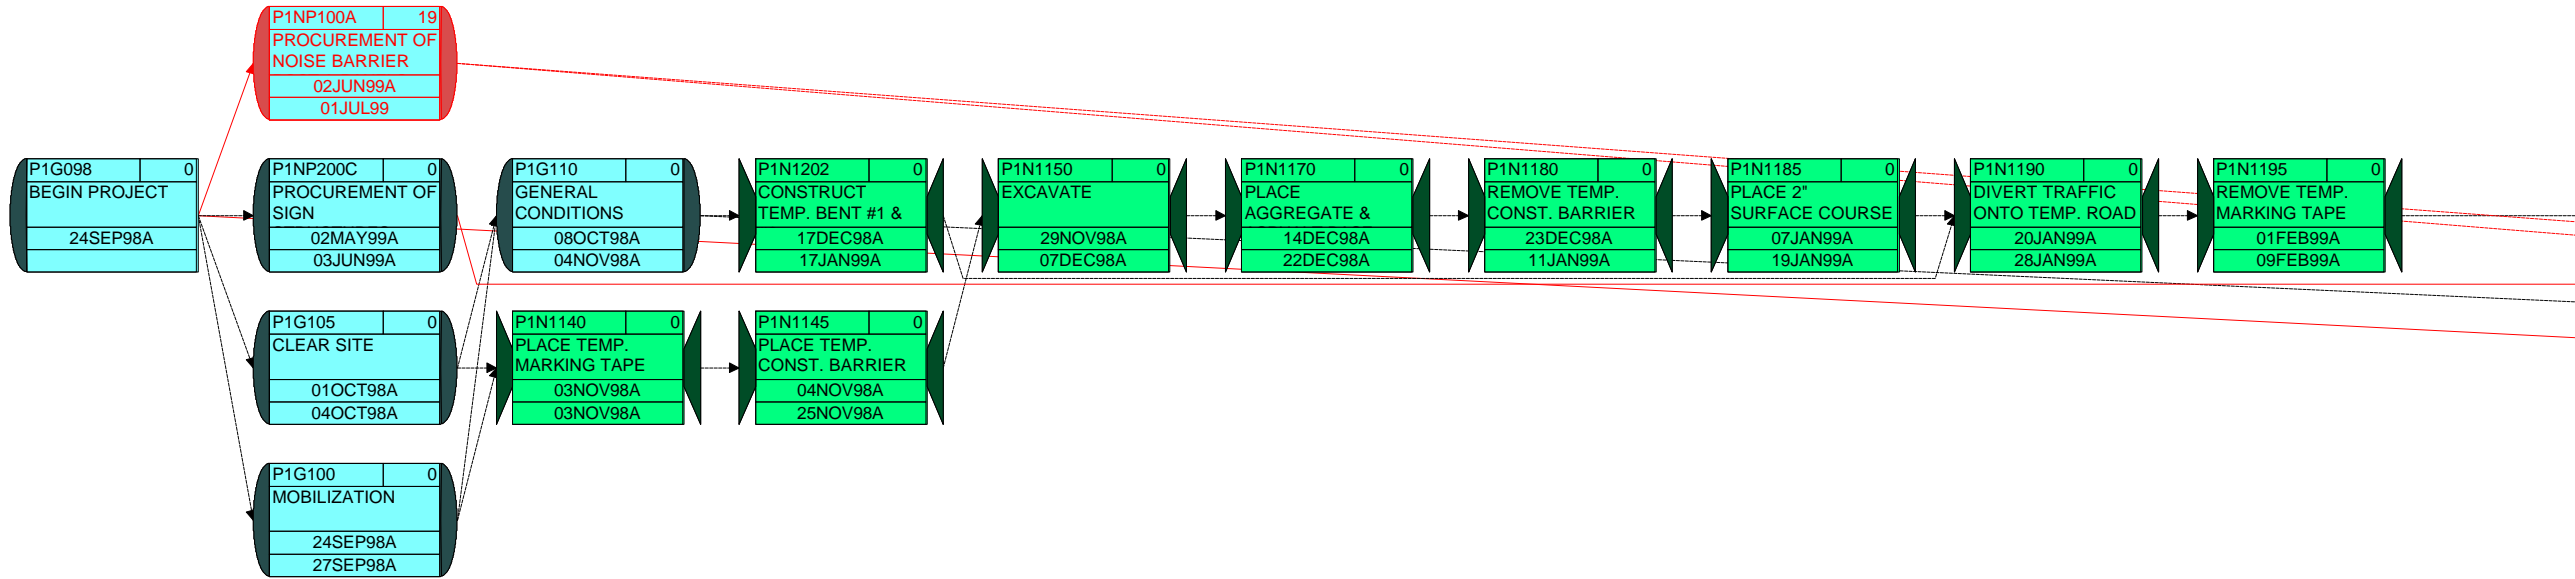 P1NP100A 19
PROCUREMENT OF
NOISE BARRIER
02JUN99A
01JUL99
P1G098 0
BEGIN PROJECT
24SEP98A
P1NP200C 0
PROCUREMENT OF
SIGN
02MAY99A
03JUN99A
P1G110 0
GENERAL
CONDITIONS
08OCT98A
04NOV98A
P1N1202 0
CONSTRUCT
TEMP. BENT #1 &
17DEC98A
17JAN99A
P1N1150 0
EXCAVATE
29NOV98A
07DEC98A
P1N1170 0
PLACE
AGGREGATE &
14DEC98A
22DEC98A
P1N1180 0
REMOVE TEMP.
CONST. BARRIER
23DEC98A
11JAN99A
P1N1185 0
PLACE 2"
SURFACE COURSE
07JAN99A
19JAN99A
P1N1190 0
DIVERT TRAFFIC
ONTO TEMP. ROAD
20JAN99A
28JAN99A
P1N1195 0
REMOVE TEMP.
MARKING TAPE
01FEB99A
09FEB99A
P1G105 0
CLEAR SITE
01OCT98A
04OCT98A
P1N1140 0
PLACE TEMP.
MARKING TAPE
03NOV98A
03NOV98A
P1N1145 0
PLACE TEMP.
CONST. BARRIER
04NOV98A
25NOV98A
P1G100 0
MOBILIZATION
24SEP98A
27SEP98A